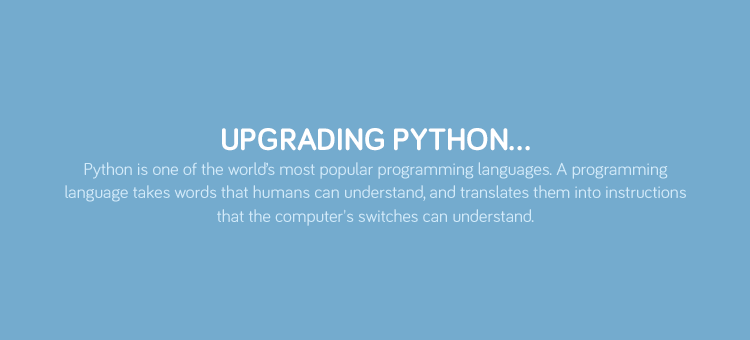 UPGRADING PYTHON...
Python is one of the world's most popular programming languages. A programming
language takes words that humans can understand, and translates them into instructions
that the computer's switches can understand.